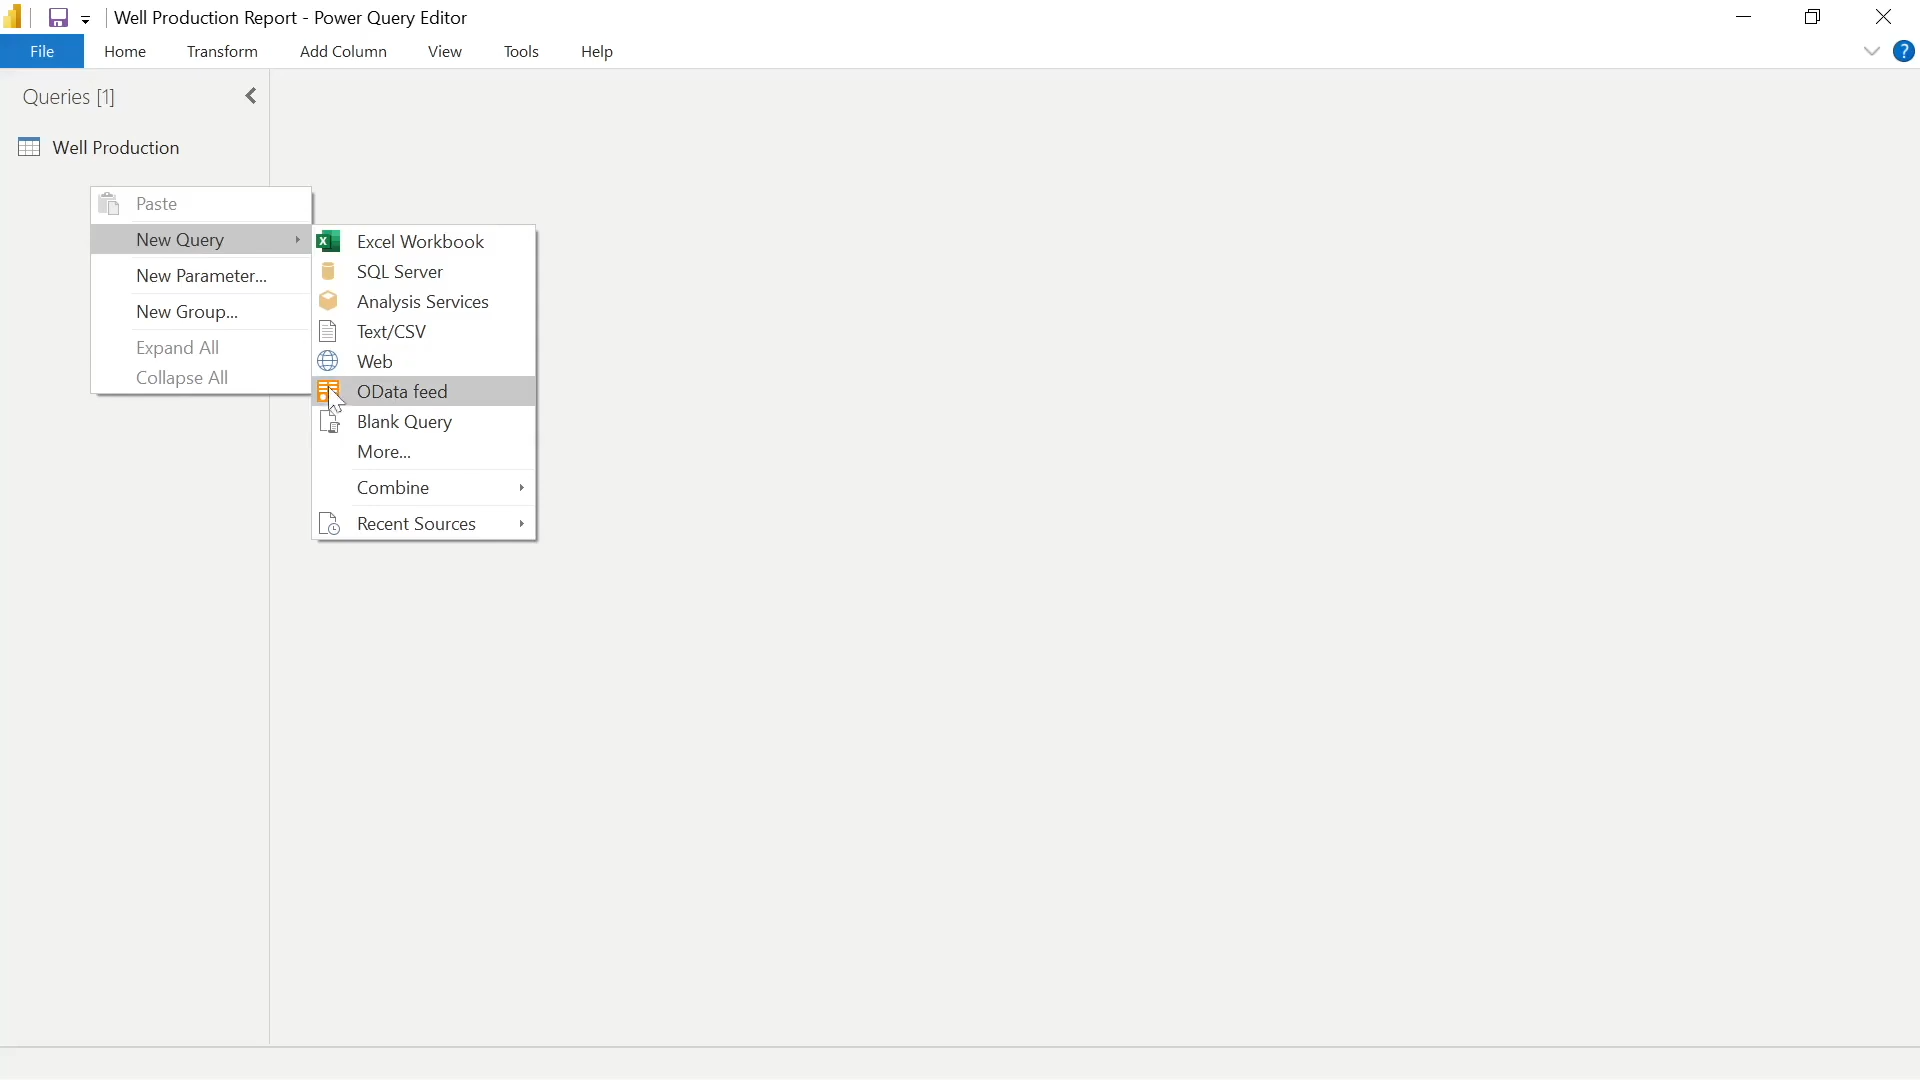 Well Production Report - Power Query Editor
File Home Transform Add Column View Tools Help ?
Queries [1]
Well Production
Paste
New Query
New Parameter...
New Group...
Expand All
Collapse All
Excel Workbook
SQL Server
Analysis Services
Text/CSV
Web
OData feed
Blank Query
More...
Combine
Recent Sources